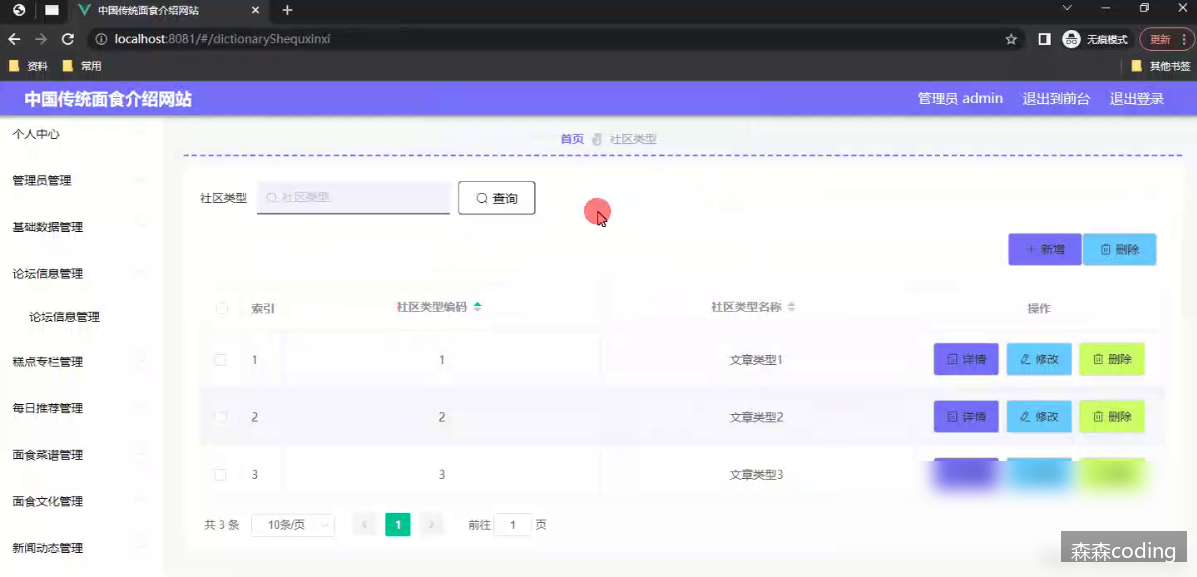 中国传统面食介绍网站
localhost:8081/#/dictionaryShequxinxi
无痕模式
更新
资料
常用
其他书签
中国传统面食介绍网站
管理员 admin
退出到前台
退出登录
个人中心
首页
社区类型
管理员管理
社区类型
社区类型
查询
基础数据管理
新增
删除
论坛信息管理
索引
社区类型编码
社区类型名称
操作
论坛信息管理
1
1
文章类型1
详情
修改
删除
糕点专栏管理
每日推荐管理
2
2
文章类型2
详情
修改
删除
面食菜谱管理
3
3
文章类型3
面食文化管理
共 3 条
10条/页
1
前往
1
页
新闻动态管理
森森coding